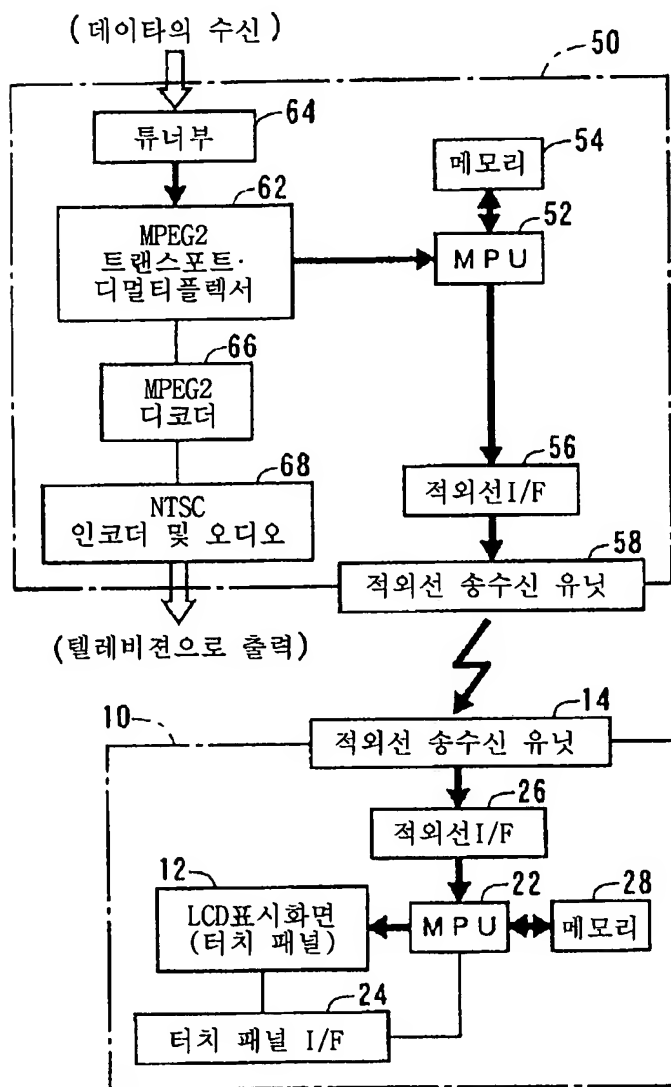 (데이타의 수신)
50
64
튜너부
54
메모리
62
52
MPEG2
트랜스포트·
디멀티플렉서
MPU
66
MPEG2
디코더
56
적외선I/F
68
NTSC
인코더 및 오디오
58
적외선 송수신 유닛
(텔레비젼으로 출력)
10
14
적외선 송수신 유닛
26
적외선I/F
12
22
28
LCD표시화면
(터치 패널)
MPU
메모리
24
터치 패널 I/F